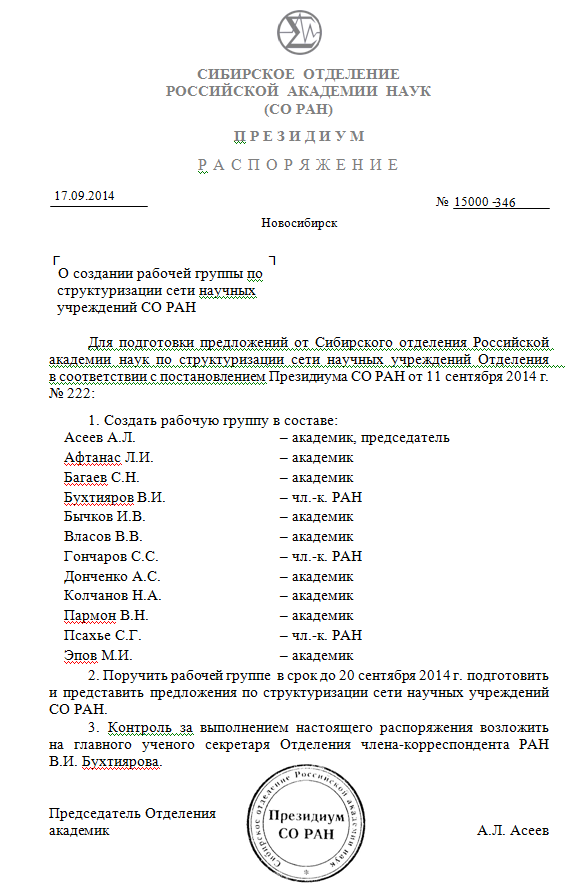 СИБИРСКОЕ ОТДЕЛЕНИЕ
РОССИЙСКОЙ АКАДЕМИИ НАУК
(СО РАН)
ПРЕЗИДИУМ
РАСПОРЯЖЕНИЕ
17.09.2014
№ 15000 -346
Новосибирск
О создании рабочей группы по
структуризации сети научных
учреждений СО РАН
Для подготовки предложений от Сибирского отделения Российской
академии наук по структуризации сети научных учреждений Отделения
в соответствии с постановлением Президиума СО РАН от 11 сентября 2014 г.
№ 222:
1. Создать рабочую группу в составе:
Асеев А.Л. – академик, председатель
Афтанас Л.И. – академик
Багаев С.Н. – академик
Бухтияров В.И. – чл.-к. РАН
Бычков И.В. – академик
Власов В.В. – академик
Гончаров С.С. – чл.-к. РАН
Донченко А.С. – академик
Колчанов Н.А. – академик
Пармон В.Н. – академик
Псахье С.Г. – чл.-к. РАН
Эпов М.И. – академик
2. Поручить рабочей группе в срок до 20 сентября 2014 г. подготовить
и представить предложения по структуризации сети научных учреждений
СО РАН.
3. Контроль за выполнением настоящего распоряжения возложить
на главного ученого секретаря Отделения члена-корреспондента РАН
В.И. Бухтиярова.
Председатель Отделения
академик
А.Л. Асеев
Сибирское отделение Российской академии наук
Президиум
СО РАН